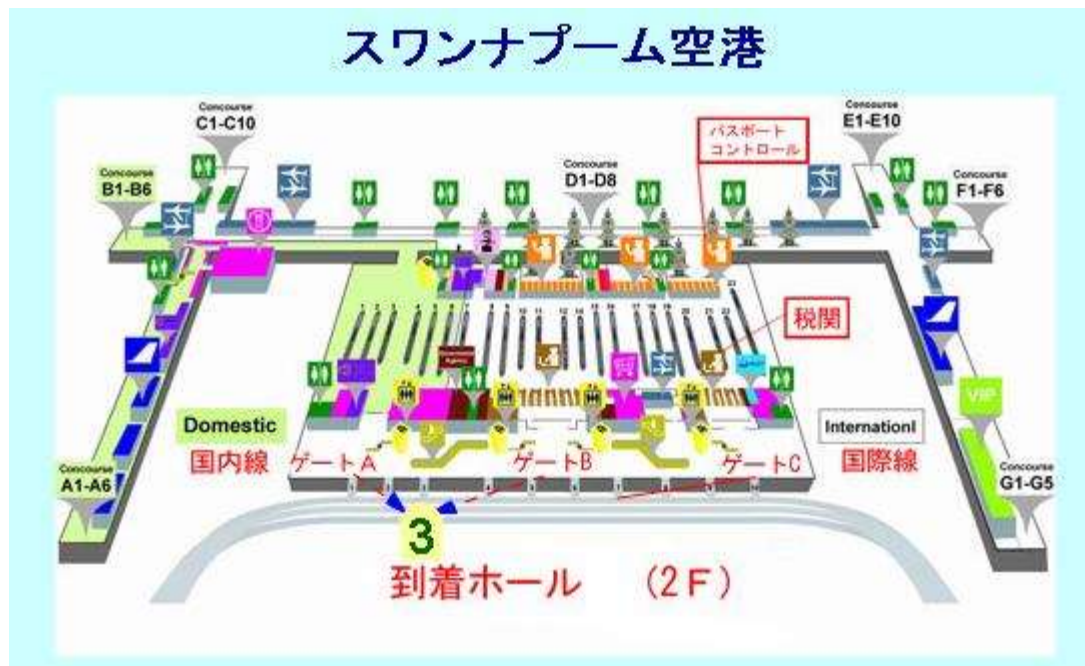 スワンナプーム空港
Concourse
C1-C10
Concourse
E1-E10
パスポート
コントロール
Concourse
B1-B6
Concourse
D1-D8
Concourse
F1-F6
税関
VIP
Domestic
国内線
ゲートA
ゲートB
ゲートC
Internationl
国際線
Concourse
A1-A6
Concourse
G1-G5
3
到着ホール (2F)